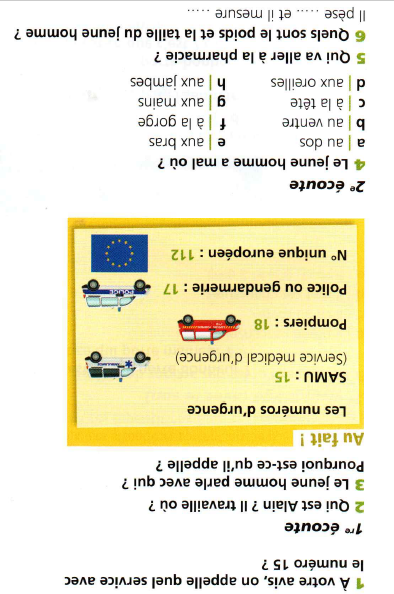 1 À votre avis, on appelle quel service avec
le numéro 15 ?
1re écoute
2 Qui est Alain ? Il travaille où ?
3 Le jeune homme parle avec qui ?
Pourquoi est-ce qu'il appelle ?
Au fait !
Les numéros d'urgence
SAMU : 15
(Service médical d'urgence)
Pompiers : 18
Police ou gendarmerie : 17
POLICE
N° unique européen : 112
2e écoute
4 Le jeune homme a mal où ?
a | au dos e | aux bras
b | au ventre f | à la gorge
c | à la tête g | aux mains
d | aux oreilles h | aux jambes
5 Qui va aller à la pharmacie ?
6 Quels sont le poids et la taille du jeune homme ?
Il pèse ..... et il mesure .....